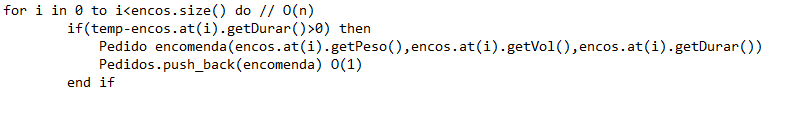 for i in 0 to i<encos.size() do // O(n)
if(temp-encos.at(i).getDurar()>0) then
Pedido encomenda(encos.at(i).getPeso(),encos.at(i).getVol(),encos.at(i).getDurar())
Pedidos.push_back(encomenda) O(1)
end if